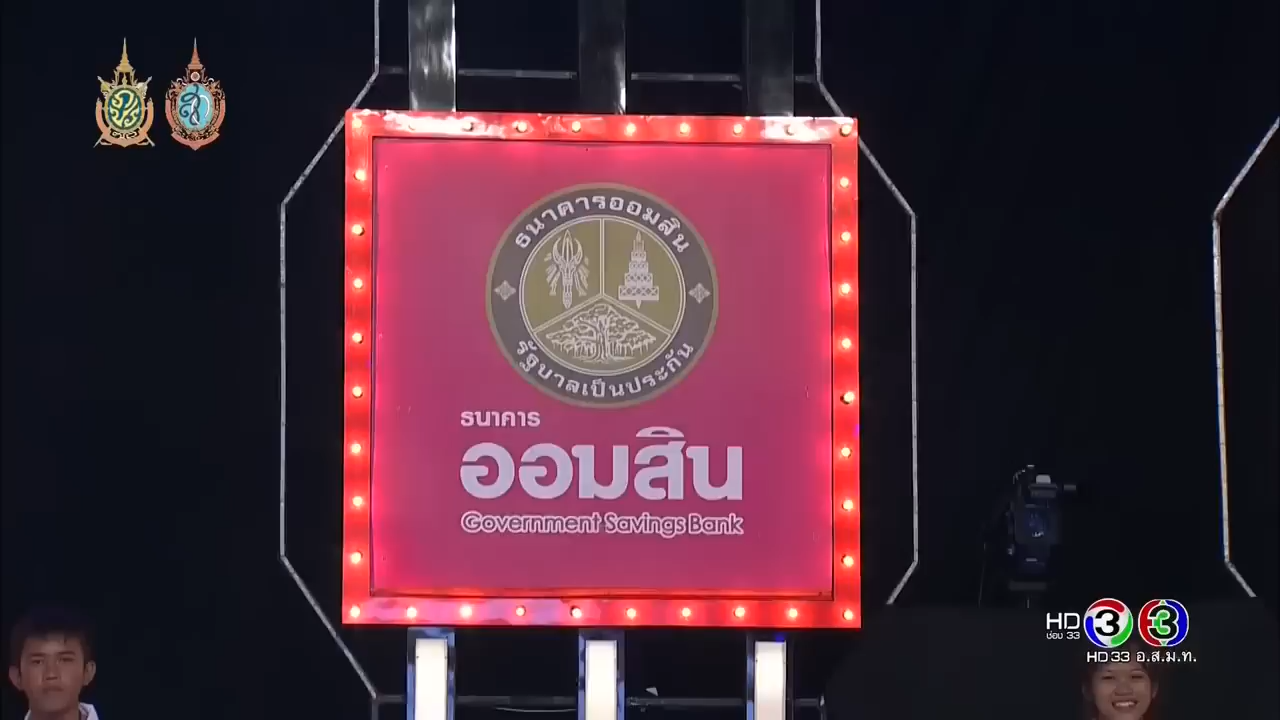 ธนาคารออมสิน
รัฐบาลเป็นประกัน
ธนาคาร
ออมสิน
Government Savings Bank
HD
ช่อง 33
3
3
HD 33 อ.ส.ม.ท.